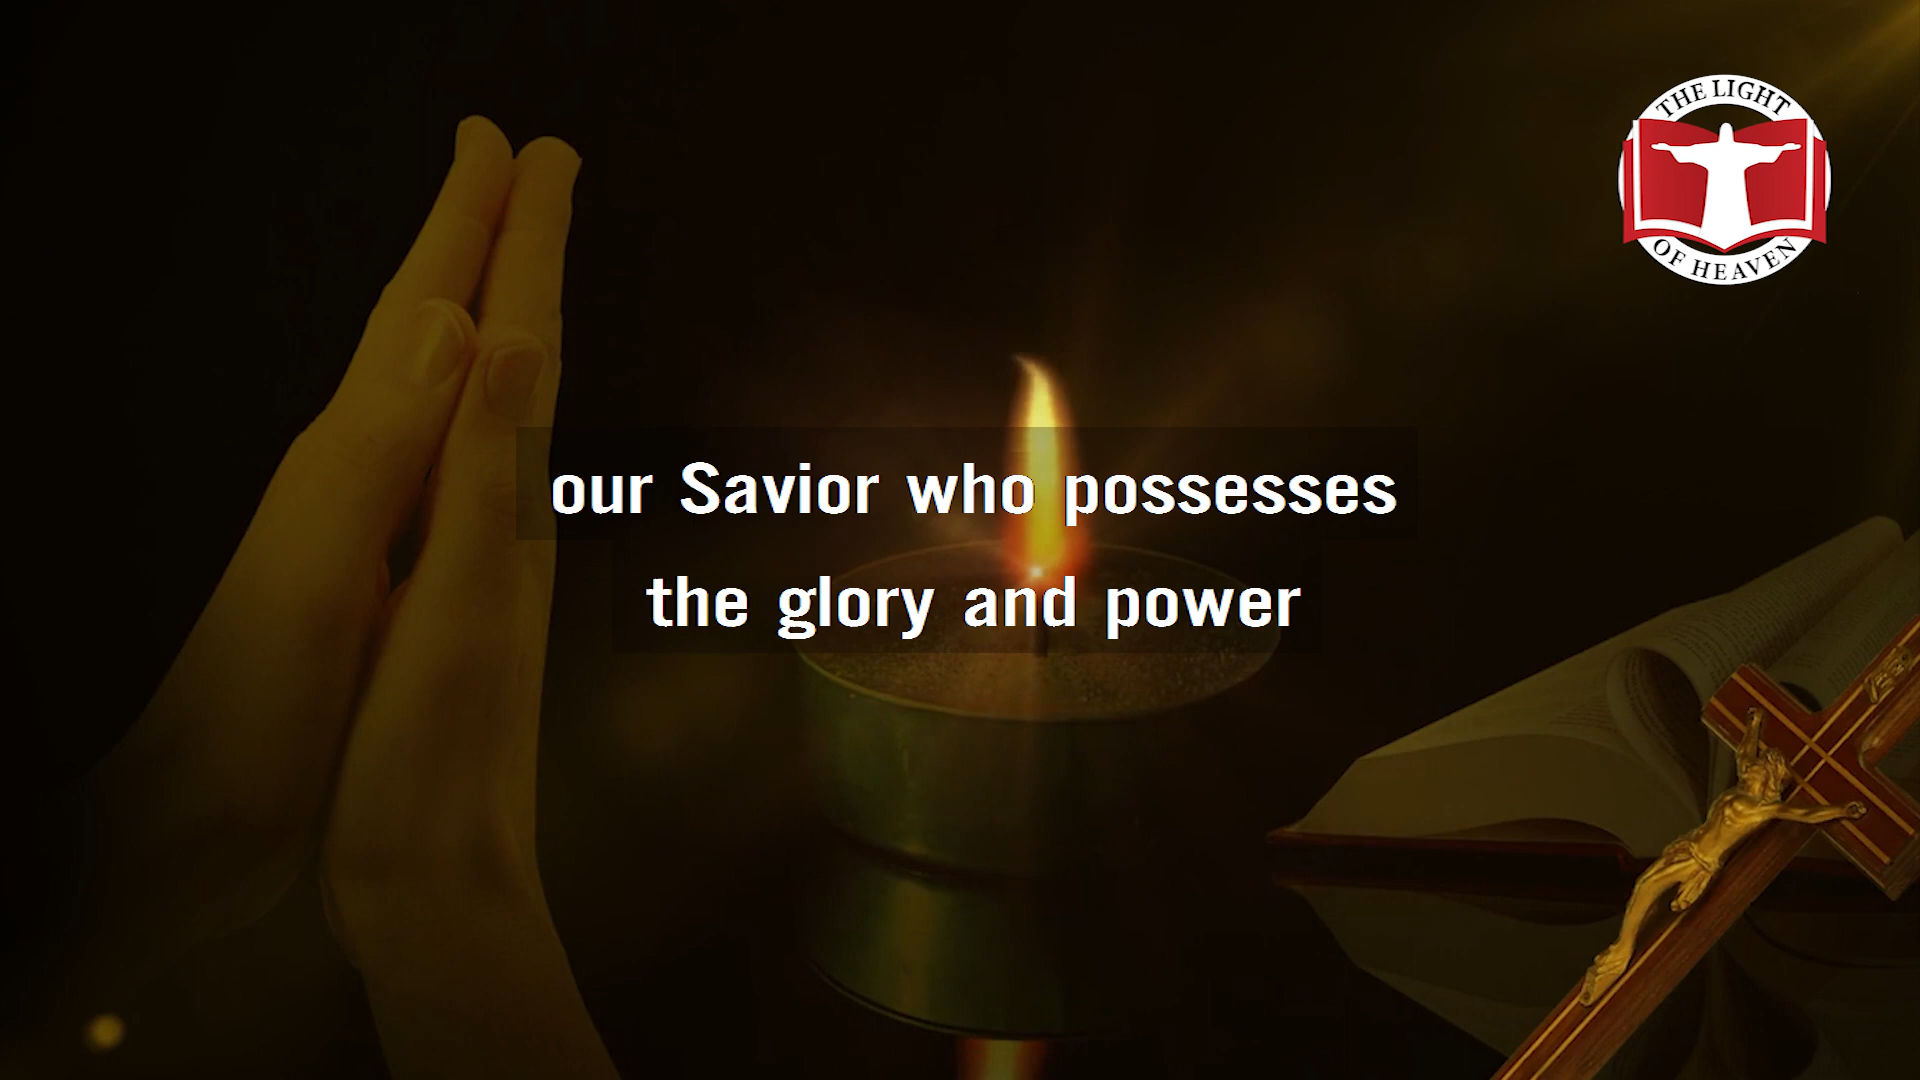 THE LIGHT
OF HEAVEN
our Savior who possesses
the glory and power